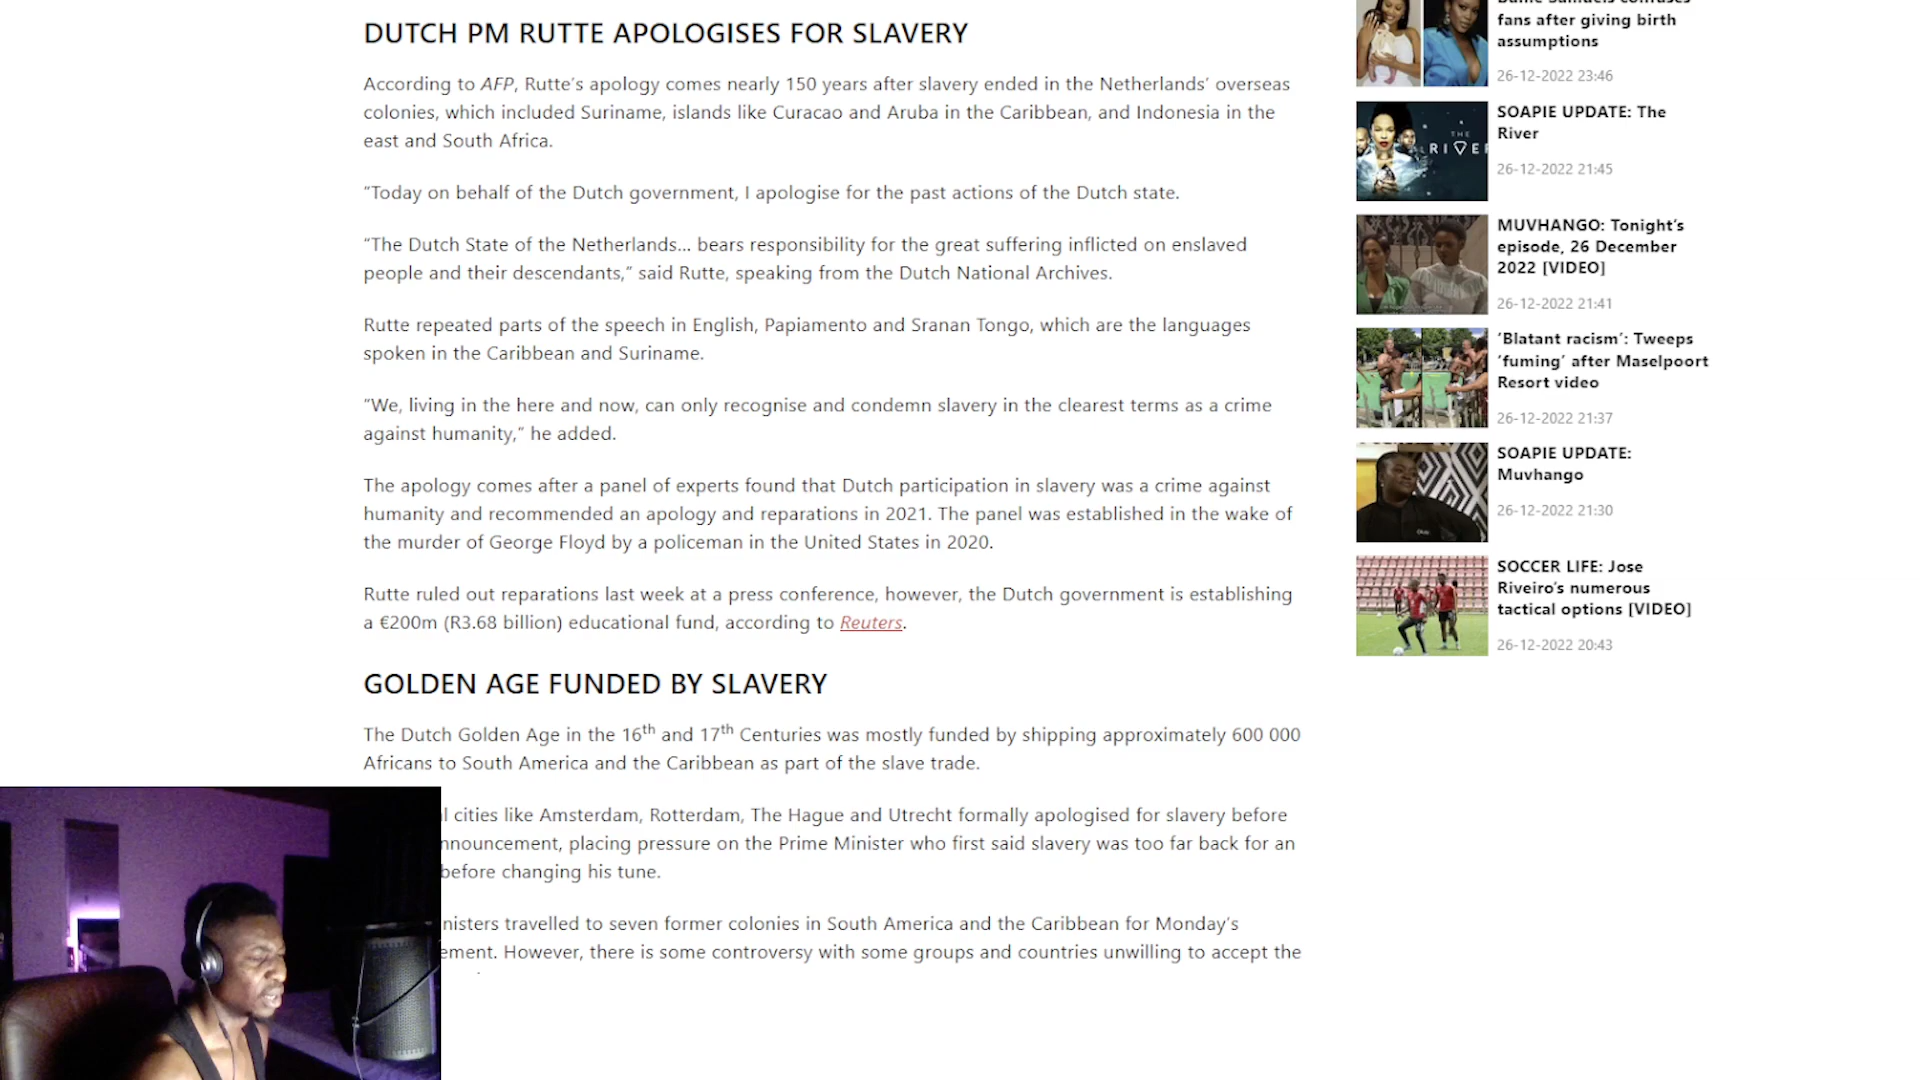 DUTCH PM RUTTE APOLOGISES FOR SLAVERY
According to AFP, Rutte’s apology comes nearly 150 years after slavery ended in the Netherlands’ overseas
colonies, which included Suriname, islands like Curacao and Aruba in the Caribbean, and Indonesia in the
east and South Africa.
“Today on behalf of the Dutch government, I apologise for the past actions of the Dutch state.
“The Dutch State of the Netherlands… bears responsibility for the great suffering inflicted on enslaved
people and their descendants,” said Rutte, speaking from the Dutch National Archives.
Rutte repeated parts of the speech in English, Papiamento and Sranan Tongo, which are the languages
spoken in the Caribbean and Suriname.
“We, living in the here and now, can only recognise and condemn slavery in the clearest terms as a crime
against humanity,” he added.
The apology comes after a panel of experts found that Dutch participation in slavery was a crime against
humanity and recommended an apology and reparations in 2021. The panel was established in the wake of
the murder of George Floyd by a policeman in the United States in 2020.
Rutte ruled out reparations last week at a press conference, however, the Dutch government is establishing
a €200m (R3.68 billion) educational fund, according to Reuters.
GOLDEN AGE FUNDED BY SLAVERY
The Dutch Golden Age in the 16th and 17th Centuries was mostly funded by shipping approximately 600 000
Africans to South America and the Caribbean as part of the slave trade.
l cities like Amsterdam, Rotterdam, The Hague and Utrecht formally apologised for slavery before
nnouncement, placing pressure on the Prime Minister who first said slavery was too far back for an
before changing his tune.
nisters travelled to seven former colonies in South America and the Caribbean for Monday’s
ement. However, there is some controversy with some groups and countries unwilling to accept the
fans after giving birth
assumptions
26-12-2022 23:46
THE
RIVER
SOAPIE UPDATE: The
River
26-12-2022 21:45
MUVHANGO: Tonight’s
episode, 26 December
2022 [VIDEO]
26-12-2022 21:41
‘Blatant racism’: Tweeps
‘fuming’ after Maselpoort
Resort video
26-12-2022 21:37
SOAPIE UPDATE:
Muvhango
26-12-2022 21:30
SOCCER LIFE: Jose
Riveiro’s numerous
tactical options [VIDEO]
26-12-2022 20:43